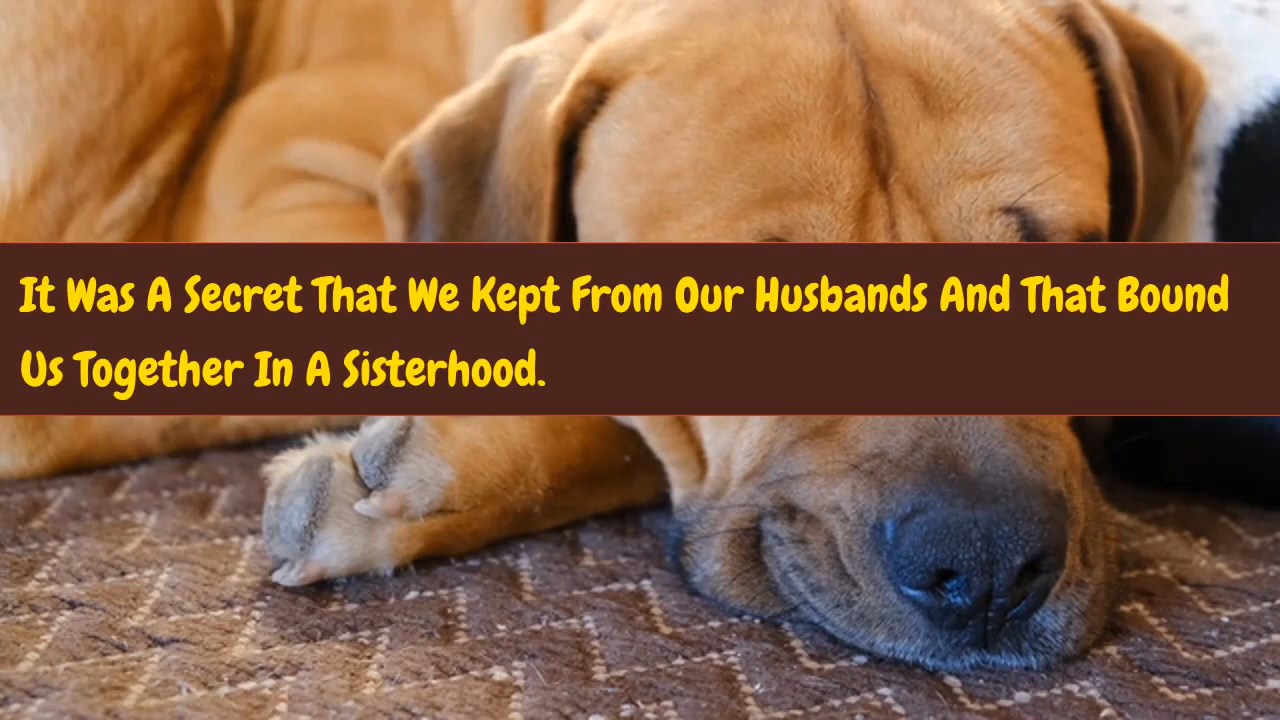 It Was A Secret That We Kept From Our Husbands And That Bound
Us Together In A Sisterhood.